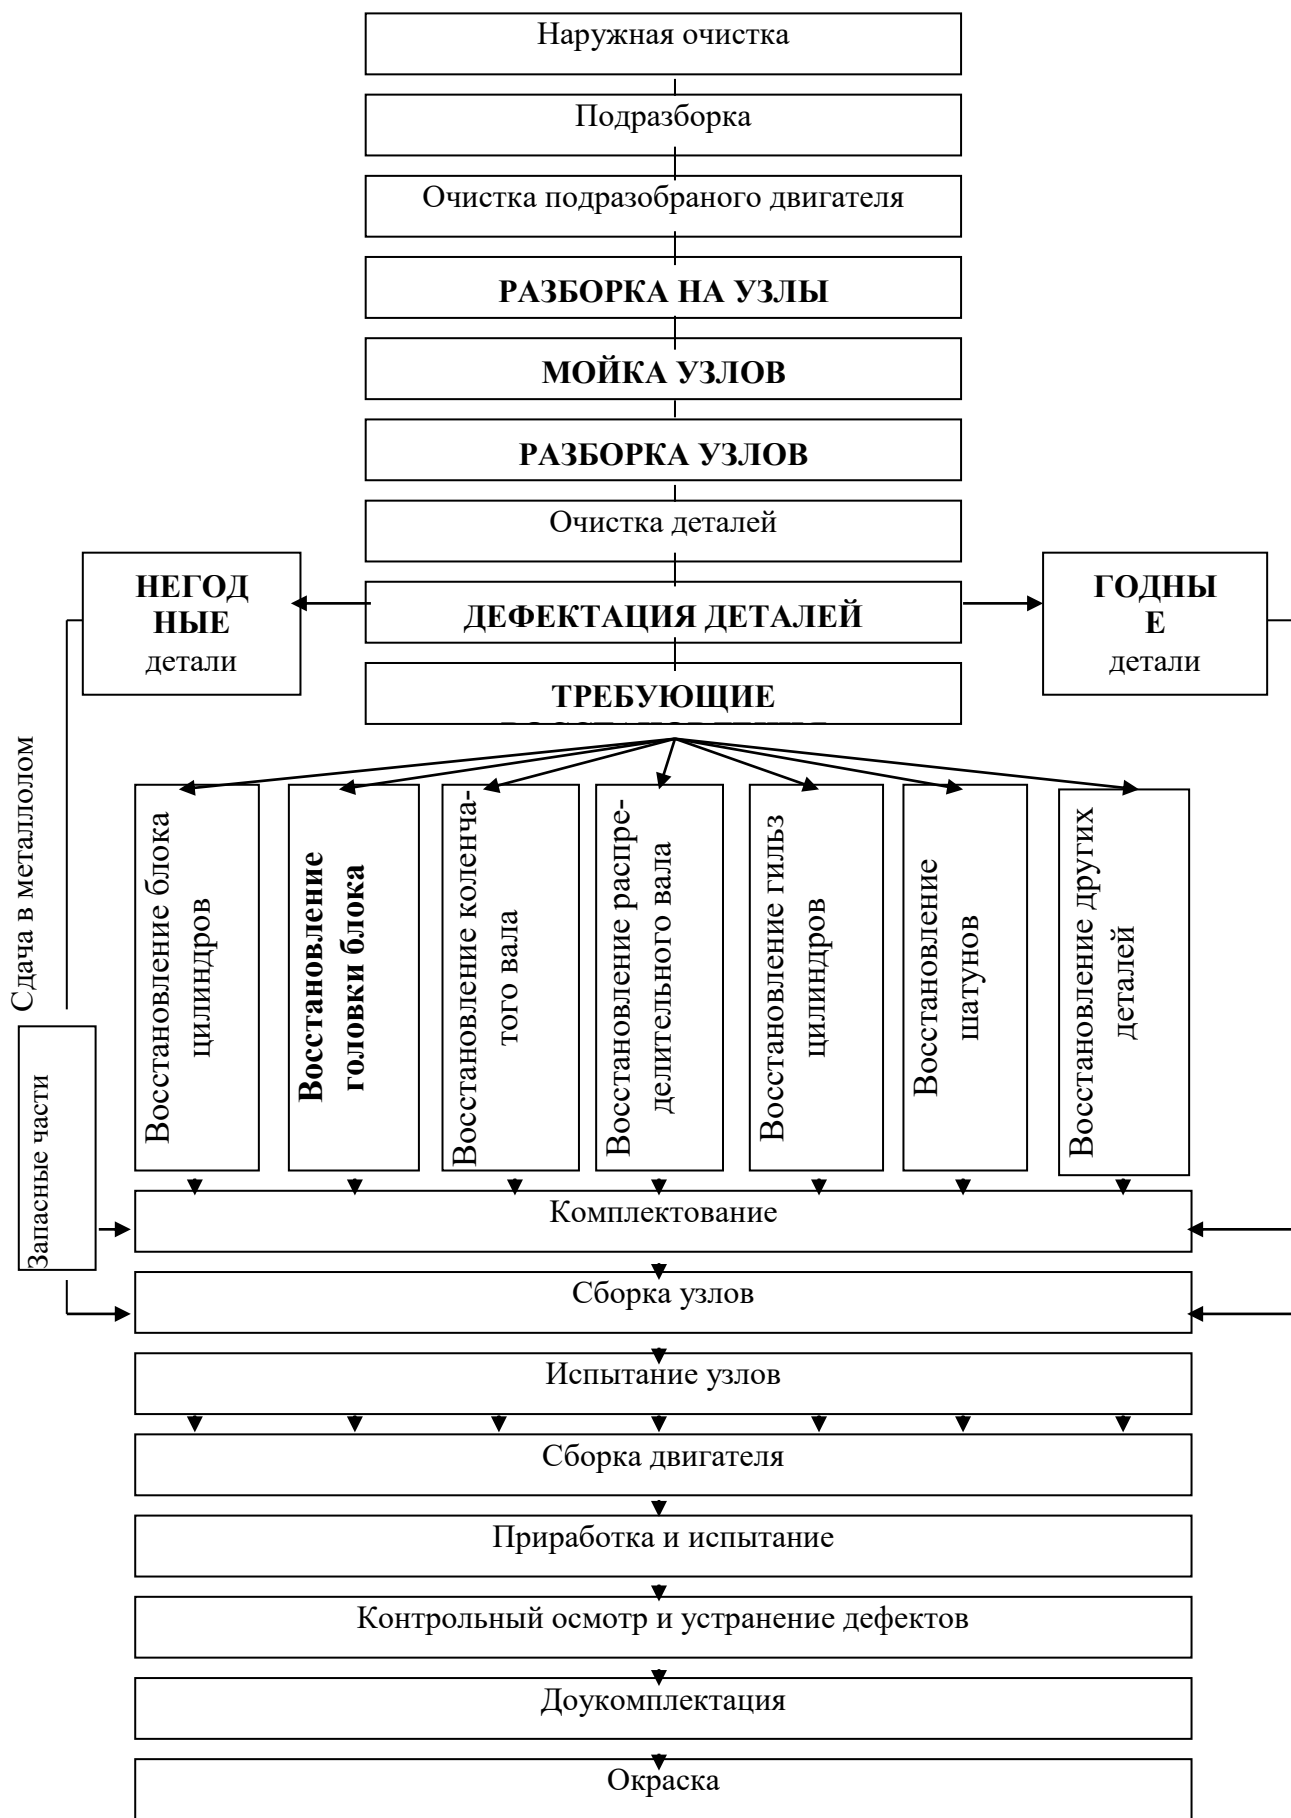 Наружная очистка
Подразборка
Очистка подразобраного двигателя
РАЗБОРКА НА УЗЛЫ
МОЙКА УЗЛОВ
РАЗБОРКА УЗЛОВ
Очистка деталей
НЕГОД
НЫЕ
детали
ДЕФЕКТАЦИЯ ДЕТАЛЕЙ
ГОДНЫ
Е
детали
ТРЕБУЮЩИЕ
Сдача в металлолом
Запасные части
Восстановление блока
цилиндров
Восстановление
головки блока
Восстановление коленча-
того вала
Восстановление распре-
делительного вала
Восстановление гильз
цилиндров
Восстановление
шатунов
Восстановление других
деталей
Комплектование
Сборка узлов
Испытание узлов
Сборка двигателя
Приработка и испытание
Контрольный осмотр и устранение дефектов
Доукомплектация
Окраска